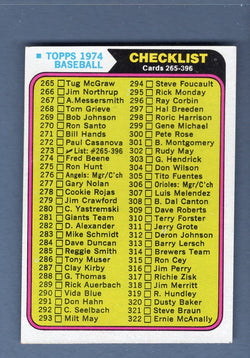 TOPPS 1974
BASEBALL
CHECKLIST
Cards 265-396
265 Tug McGraw
266 Jim Northrup
267 A.Messersmith
268 Tom Grieve
269 Bob Johnson
270 Ron Santo
271 Bill Hands
272 Paul Casanova
273 List: #265-396
274 Fred Beene
275 Ron Hunt
276 Angels: Mgr/C'ch
277 Gary Nolan
278 Cookie Rojas
279 Jim Crawford
280 C. Yastremski
281 Giants Team
282 D. Alexander
283 Mike Schmidt
284 Dave Duncan
285 Reggie Smith
286 Tony Muser
287 Clay Kirby
288 G. Thomas
289 Rick Auerbach
290 Vida Blue
291 Don Hahn
292 C. Seelbach
293 Milt May
294 Steve Foucault
295 Rick Monday
296 Ray Corbin
297 Hal Breeden
298 Roric Harrison
299 Gene Michael
300 Pete Rose
301 B. Montgomery
302 Rudy May
303 G. Hendrick
304 Don Wilson
305 Tito Fuentes
306 Orioles: Mgr/C'ch
307 Luis Melendez
308 B. Dal Canton
309 Dave Roberts
310 Terry Forster
311 Jerry Grote
312 Deron Johnson
313 Barry Lersch
314 Brewers Team
315 Ron Cey
316 Jim Perry
317 Richie Zisk
318 Jim Merritt
319 R. Hundley
320 Dusty Baker
321 Steve Braun
322 Ernie McAnally